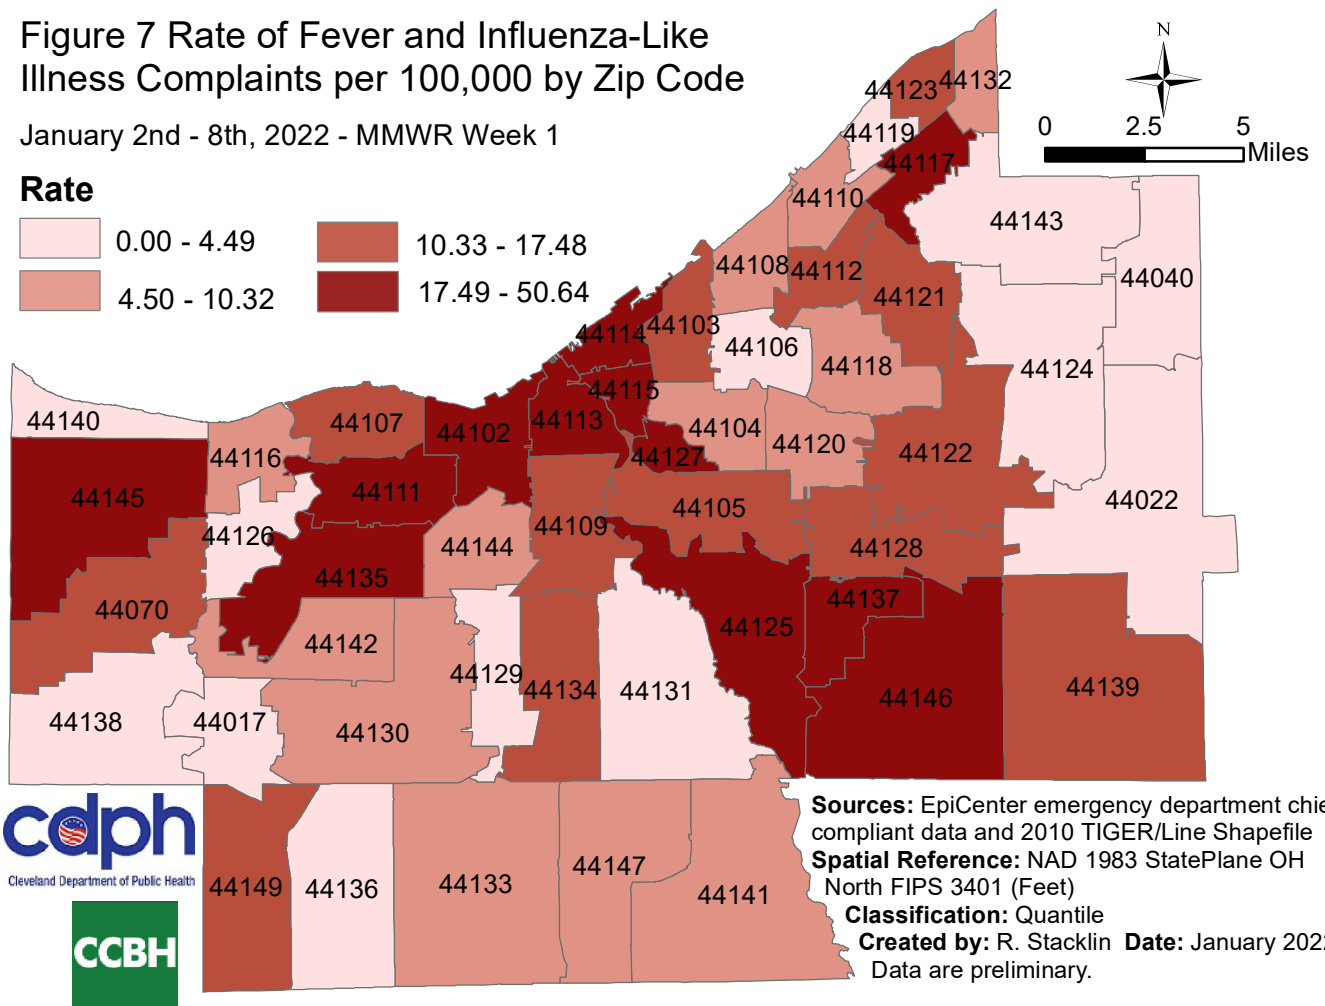 Figure 7 Rate of Fever and Influenza-Like
Illness Complaints per 100,000 by Zip Code
January 2nd - 8th, 2022 - MMWR Week 1
Rate
0.00 - 4.49
4.50 - 10.32
10.33 - 17.48
17.49 - 50.64
N
0 2.5 5
Miles
44123
44132
44119
44117
44110
44143
44108
44112
44040
44121
44114
44103
44106
44118
44124
44115
44140
44107
44102
44113
44104
44120
44116
44127
44122
44145
44111
44022
44126
44109
44105
44144
44128
44135
44070
44137
44142
44125
44129
44134
44131
44146
44139
44138
44017
44130
44149
44136
44133
44147
44141
cdph
Cleveland Department of Public Health
CCBH
Sources: EpiCenter emergency department chie
compliant data and 2010 TIGER/Line Shapefile
Spatial Reference: NAD 1983 StatePlane OH
North FIPS 3401 (Feet)
Classification: Quantile
Created by: R. Stacklin Date: January 202
Data are preliminary.